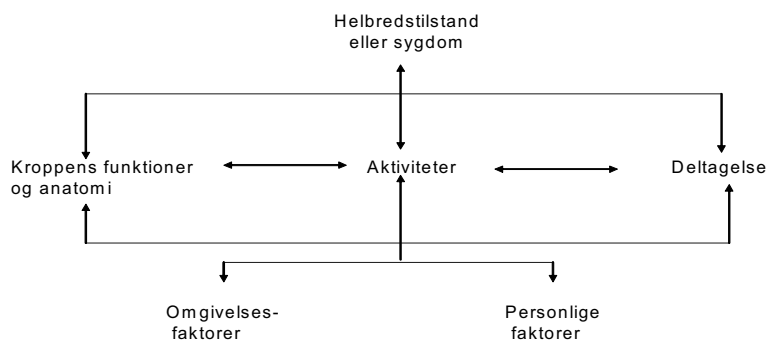 Helbredstilstand
eller sygdom
Kroppens funktioner
og anatomi
Aktiviteter
Deltagelse
Omgivelses-
faktorer
Personlige
faktorer